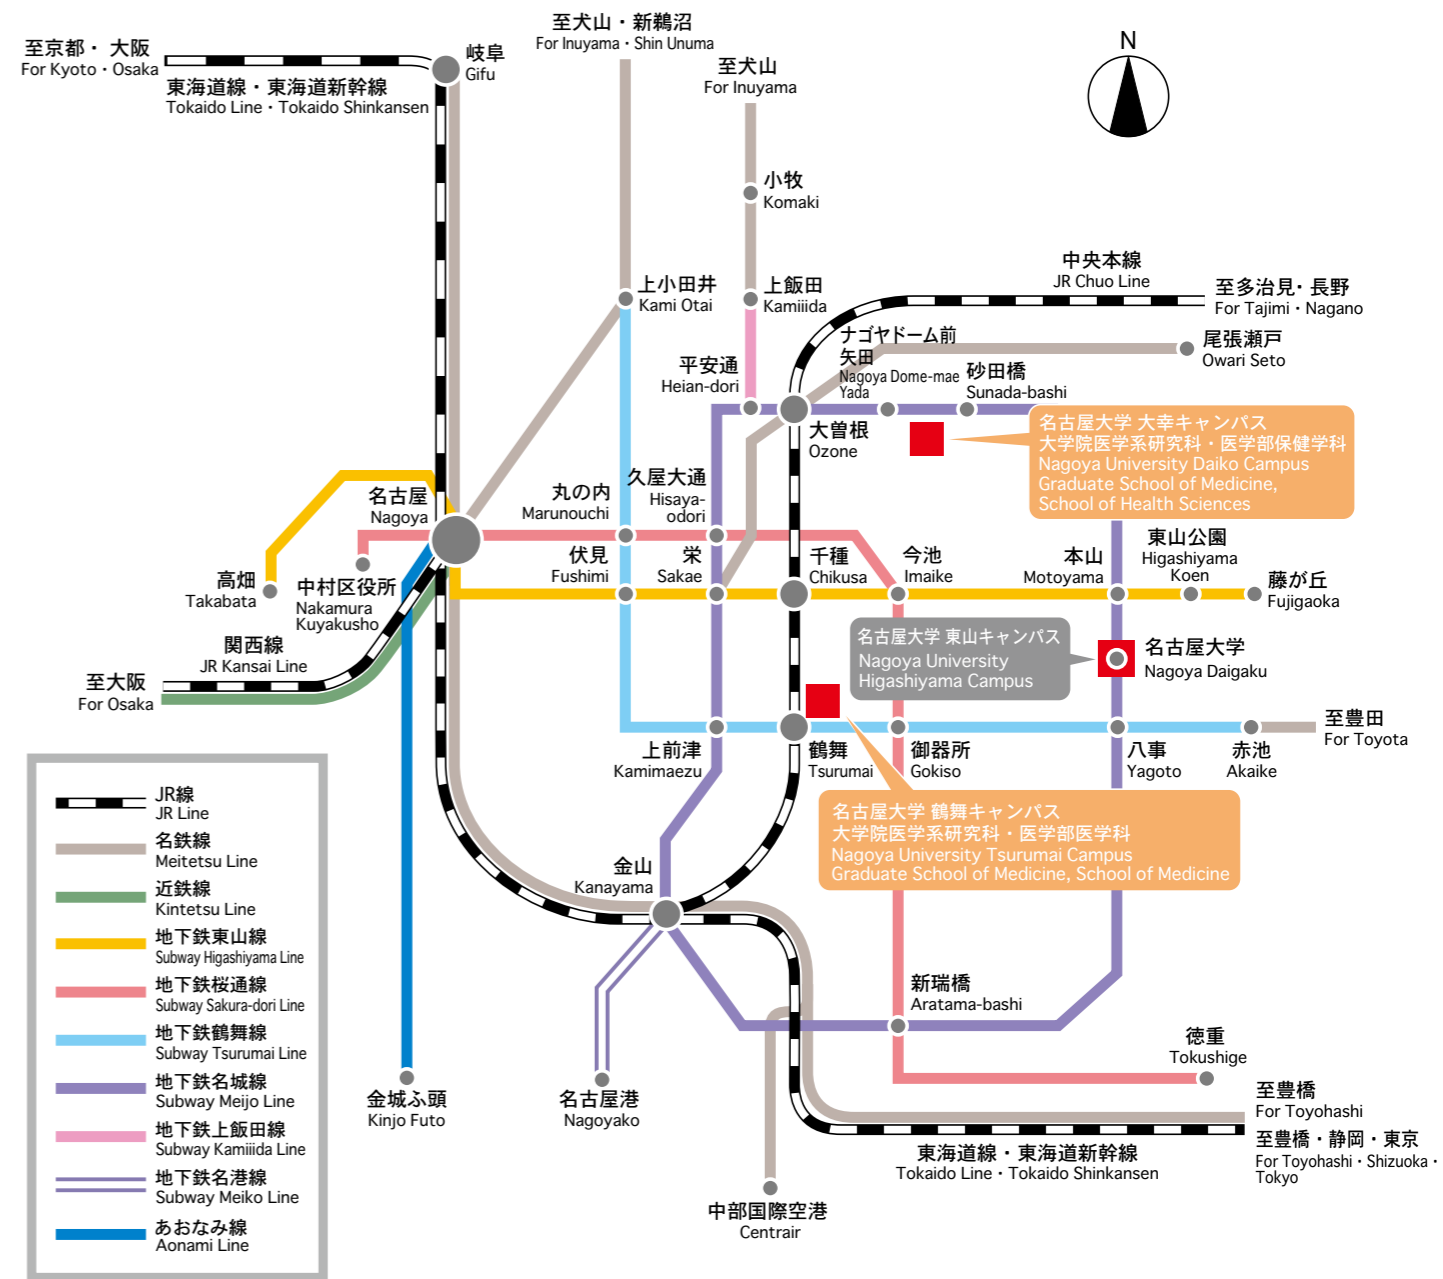 至犬山・新鵜沼
For Inuyama・Shin Unuma
至京都・ 大阪
For Kyoto・Osaka
岐阜
Gifu
N
至犬山
For Inuyama
東海道線・東海道新幹線
Tokaido Line・Tokaido Shinkansen
小牧
Komaki
中央本線
JR Chuo Line
上小田井
Kami Otai
上飯田
Kamiiida
至多治見・長野
For Tajimi・Nagano
ナゴヤドーム前
矢田
Nagoya Dome-mae
Yada
尾張瀬戸
Owari Seto
平安通
Heian-dori
砂田橋
Sunada-bashi
大曽根
Ozone
名古屋大学 大幸キャンパス
大学院医学系研究科・医学部保健学科
Nagoya University Daiko Campus
Graduate School of Medicine,
School of Health Sciences
名古屋
Nagoya
丸の内
Marunouchi
久屋大通
Hisaya-
odori
高畑
Takabata
中村区役所
Nakamura
Kuyakusho
伏見
Fushimi
栄
Sakae
千種
Chikusa
今池
Imaike
本山
Motoyama
東山公園
Higashiyama
Koen
藤が丘
Fujigaoka
関西線
JR Kansai Line
至大阪
For Osaka
名古屋大学 東山キャンパス
Nagoya University
Higashiyama Campus
名古屋大学
Nagoya Daigaku
上前津
Kamimaezu
鶴舞
Tsurumai
御器所
Gokiso
八事
Yagoto
赤池
Akaike
至豊田
For Toyota
名古屋大学 鶴舞キャンパス
大学院医学系研究科・医学部医学科
Nagoya University Tsurumai Campus
Graduate School of Medicine, School of Medicine
金山
Kanayama
新瑞橋
Aratama-bashi
徳重
Tokushige
金城ふ頭
Kinjo Futo
名古屋港
Nagoyako
至豊橋
For Toyohashi
東海道線・東海道新幹線
Tokaido Line・Tokaido Shinkansen
至豊橋・静岡・東京
For Toyohashi・Shizuoka・
Tokyo
中部国際空港
Centrair
JR線
JR Line
名鉄線
Meitetsu Line
近鉄線
Kintetsu Line
地下鉄東山線
Subway Higashiyama Line
地下鉄桜通線
Subway Sakura-dori Line
地下鉄鶴舞線
Subway Tsurumai Line
地下鉄名城線
Subway Meijo Line
地下鉄上飯田線
Subway Kamiiida Line
地下鉄名港線
Subway Meiko Line
あおなみ線
Aonami Line